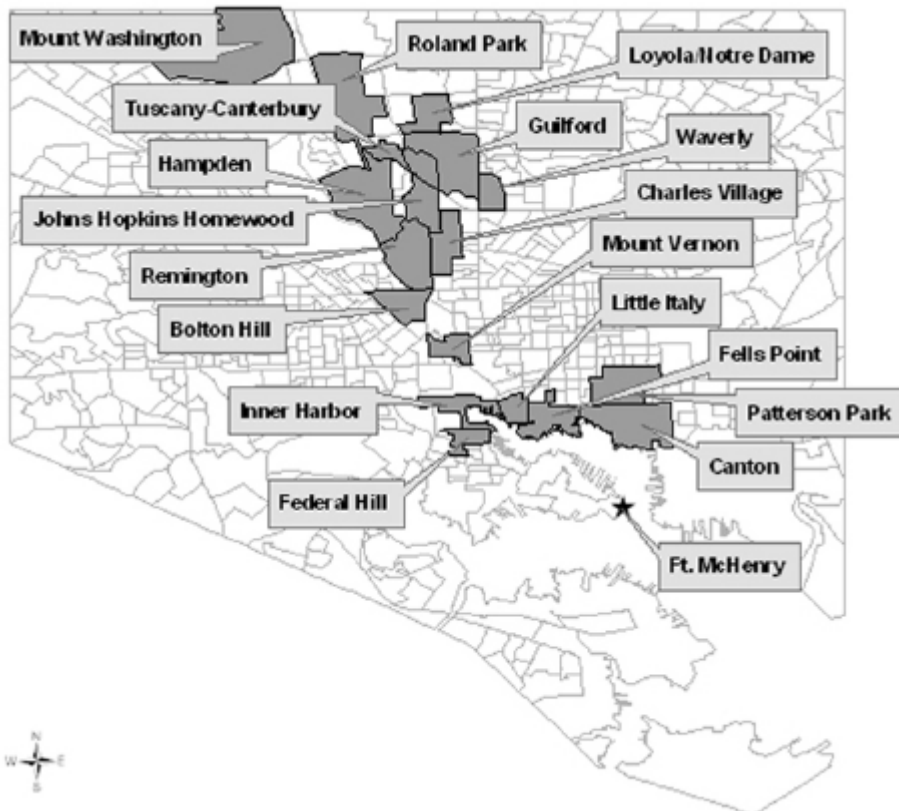 Mount Washington
Roland Park
Loyola/Notre Dame
Tuscany-Canterbury
Guilford
Waverly
Hampden
Charles Village
Johns Hopkins Homewood
Mount Vernon
Remington
Little Italy
Bolton Hill
Fells Point
Inner Harbor
Patterson Park
Canton
Federal Hill
Ft. McHenry
N
W E
S